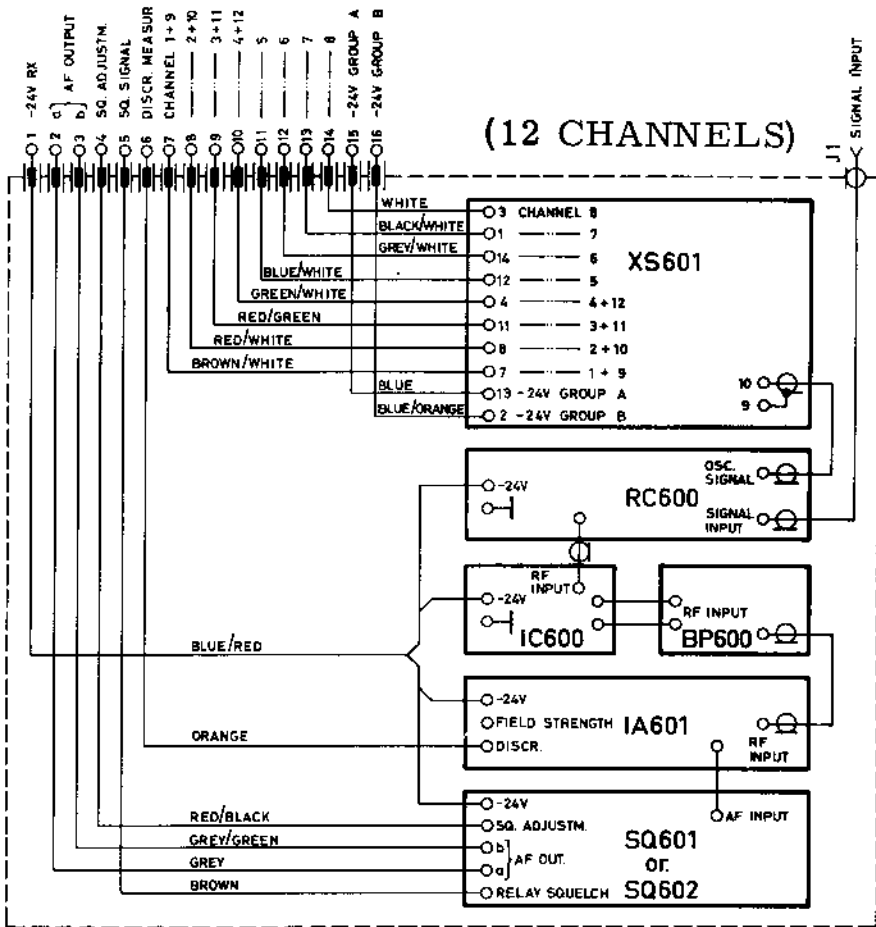 -24V RX
a } AF OUTPUT
b
SQ. ADJUSTM.
SQ. SIGNAL
DISCR. MEASUR
CHANNEL 1+9
2+10
3+11
4+12
5
6
7
8
-24V GROUP A
-24V GROUP B
1
2
3
4
5
6
7
8
9
10
11
12
13
14
15
16
(12 CHANNELS)
J1
SIGNAL INPUT
WHITE
BLACK/WHITE
GREY/WHITE
BLUE/WHITE
GREEN/WHITE
RED/GREEN
RED/WHITE
BROWN/WHITE
BLUE
BLUE/ORANGE
3 CHANNEL 8
1 7
14 6
12 5
4 4+12
11 3+11
8 2+10
7 1+9
13 -24V GROUP A
2 -24V GROUP B
XS601
10
9
-24V
RC600
OSC. SIGNAL
SIGNAL INPUT
RF INPUT
-24V
IC600
RF INPUT
BP600
BLUE/RED
-24V
FIELD STRENGTH
DISCR.
IA601
RF INPUT
ORANGE
-24V
SQ. ADJUSTM.
b } AF OUT.
a
RELAY SQUELCH
AF INPUT
SQ601
or.
SQ602
RED/BLACK
GREY/GREEN
GREY
BROWN